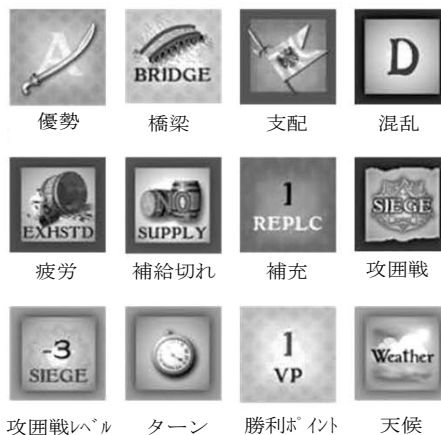 A
BRIDGE
D
優勢 橋梁 支配 混乱
EXHSTD
NO
SUPPLY
1
REPLC
SIEGE
疲労 補給切れ 補充 攻囲戦
-3
SIEGE
1
VP
Weather
攻囲戦ﾚﾍﾞﾙ ターン 勝利ﾎﾟｲﾝﾄ 天候